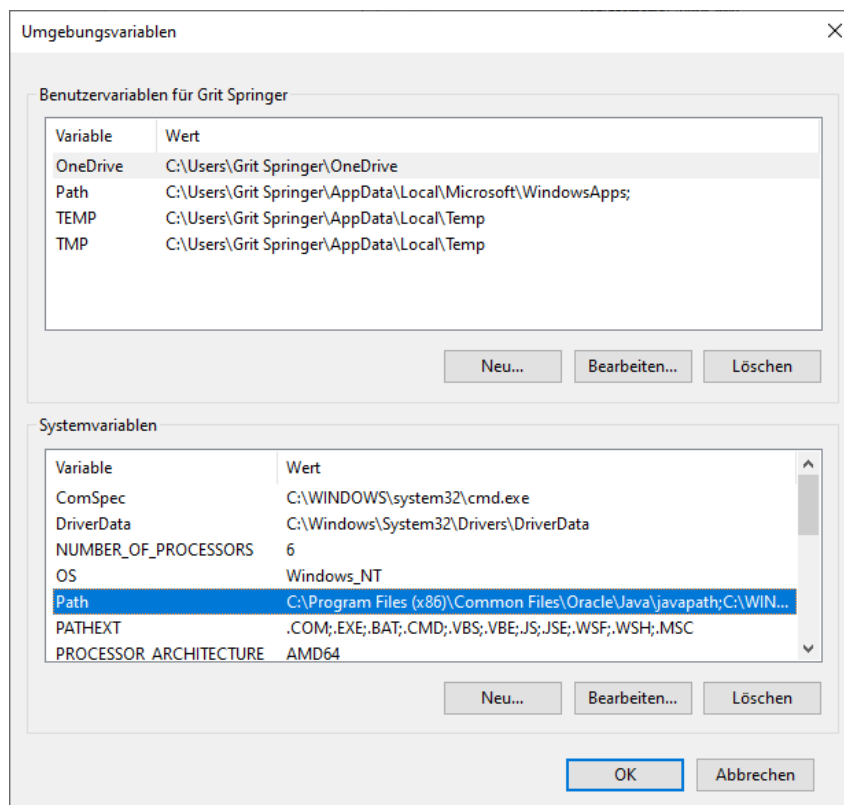 Umgebungsvariablen
Benutzervariablen für Grit Springer
Variable Wert
OneDrive C:\Users\Grit Springer\OneDrive
Path C:\Users\Grit Springer\AppData\Local\Microsoft\WindowsApps;
TEMP C:\Users\Grit Springer\AppData\Local\Temp
TMP C:\Users\Grit Springer\AppData\Local\Temp
Neu... Bearbeiten... Löschen
Systemvariablen
Variable Wert
ComSpec C:\WINDOWS\system32\cmd.exe
DriverData C:\Windows\System32\Drivers\DriverData
NUMBER_OF_PROCESSORS 6
OS Windows_NT
Path C:\Program Files (x86)\Common Files\Oracle\Java\javapath;C:\WIN...
PATHEXT .COM;.EXE;.BAT;.CMD;.VBS;.VBE;.JS;.JSE;.WSF;.WSH;.MSC
PROCESSOR_ARCHITECTURE AMD64
Neu... Bearbeiten... Löschen
OK Abbrechen